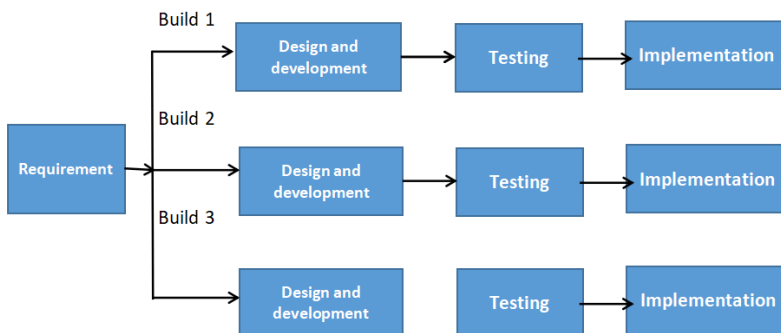 Build 1
Design and
development
Testing
Implementation
Build 2
Requirement
Design and
development
Testing
Implementation
Build 3
Design and
development
Testing
Implementation